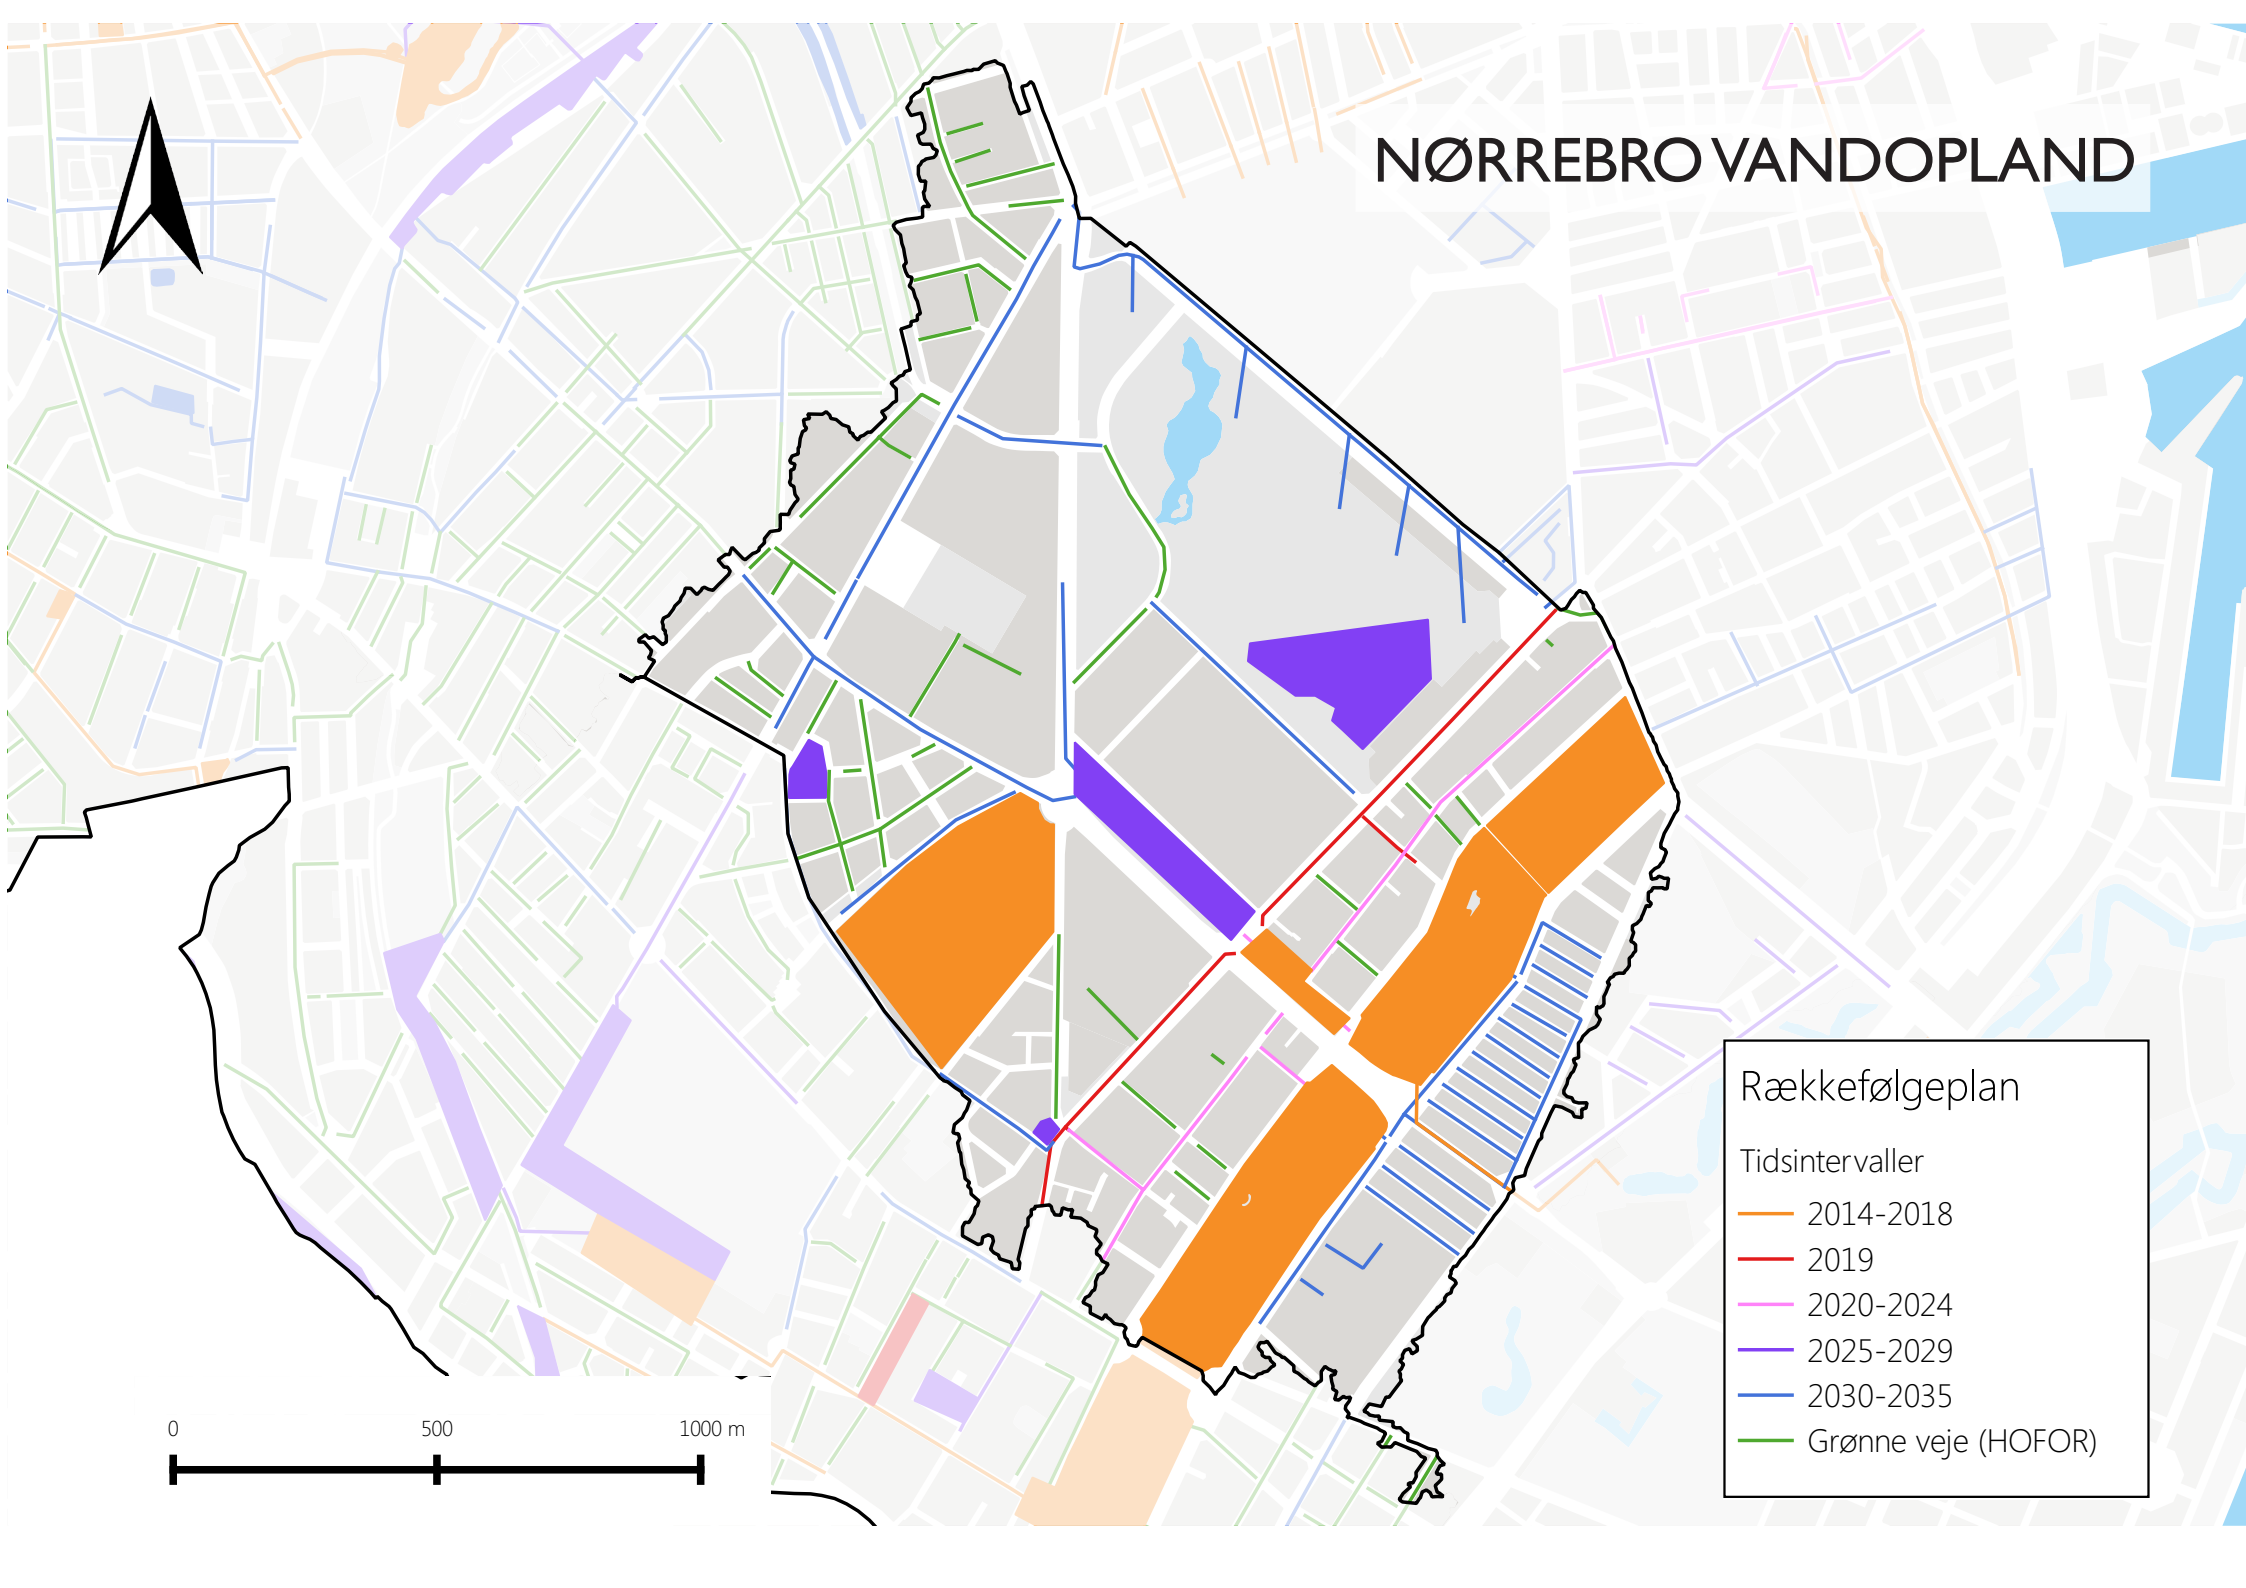 NØRREBRO VANDOPLAND
Rækkefølgeplan
Tidsintervaller
2014-2018
2019
2020-2024
2025-2029
2030-2035
Grønne veje (HOFOR)
0 500 1000 m